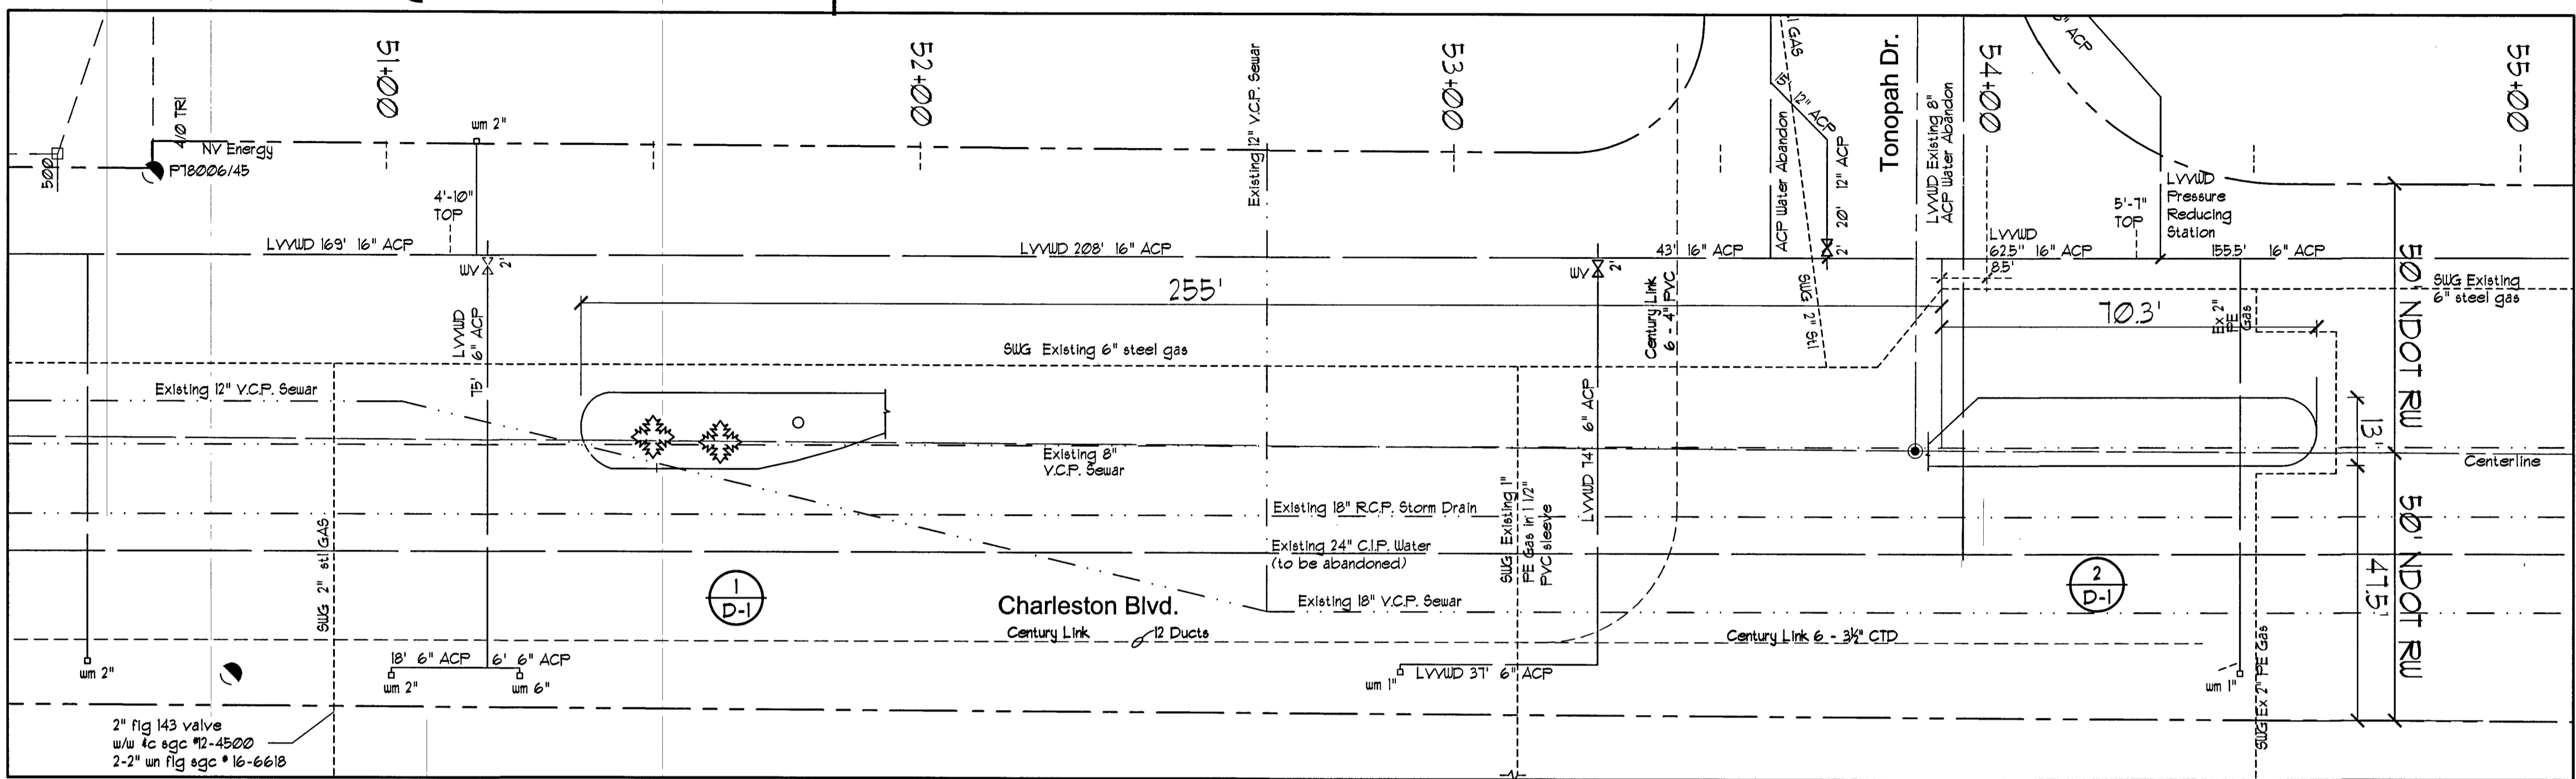 51+00
52+00
53+00
54+00
55+00
Tonopah Dr.
4/0 TRI
NV Energy
P78006/45
500
wm 2"
4'-10"
TOP
Existing 12" V.C.P. Sewar
GAS
12" ACP
ACP Water Abandon
2' 20' 12" ACP
LVVWD Existing 8"
ACP Water Abandon
ACP
LVVWD
Pressure
Reducing
Station
5'-7"
TOP
LVVWD 169' 16" ACP
LVVWD 208' 16" ACP
43' 16" ACP
LVVWD
62.5" 16" ACP
8.5'
155.5' 16" ACP
WV
2'
WV
2'
255'
70.3'
Century Link
6 - 4" PVC
SWG 2" Stl
Ex 2"
PE
Gas
SWG Existing
6" steel gas
LVVWD
75' 6" ACP
SWG Existing 6" steel gas
Existing 12" V.C.P. Sewar
LVVWD 74' 6" ACP
Existing 8"
V.C.P. Sewar
13'
Centerline
50' NDOT RW
50' NDOT RW
47.5'
SWG Existing 1"
PE Gas in 1 1/2"
PVC sleeve
Existing 18" R.C.P. Storm Drain
Existing 24" C.I.P. Water
(to be abandoned)
SWG 2" stl GAS
1
D-1
2
D-1
Charleston Blvd.
Existing 18" V.C.P. Sewar
Century Link
12 Ducts
Century Link 6 - 3½" CTD
wm 2"
18' 6" ACP
6' 6" ACP
wm 2"
wm 6"
wm 1"
LVVWD 37' 6" ACP
wm 1"
SWG Ex 2" PE Gas
2" flg 143 valve
w/w &c sgc #12-4500
2-2" wn flg sgc # 16-6618